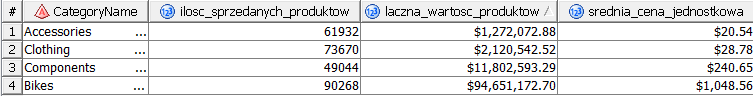 # CategoryName ilosc_sprzedanych_produktow laczna_wartosc_produktow srednia_cena_jednostkowa
1 Accessories ... 61932 $1,272,072.88 $20.54
2 Clothing ... 73670 $2,120,542.52 $28.78
3 Components ... 49044 $11,802,593.29 $240.65
4 Bikes ... 90268 $94,651,172.70 $1,048.56